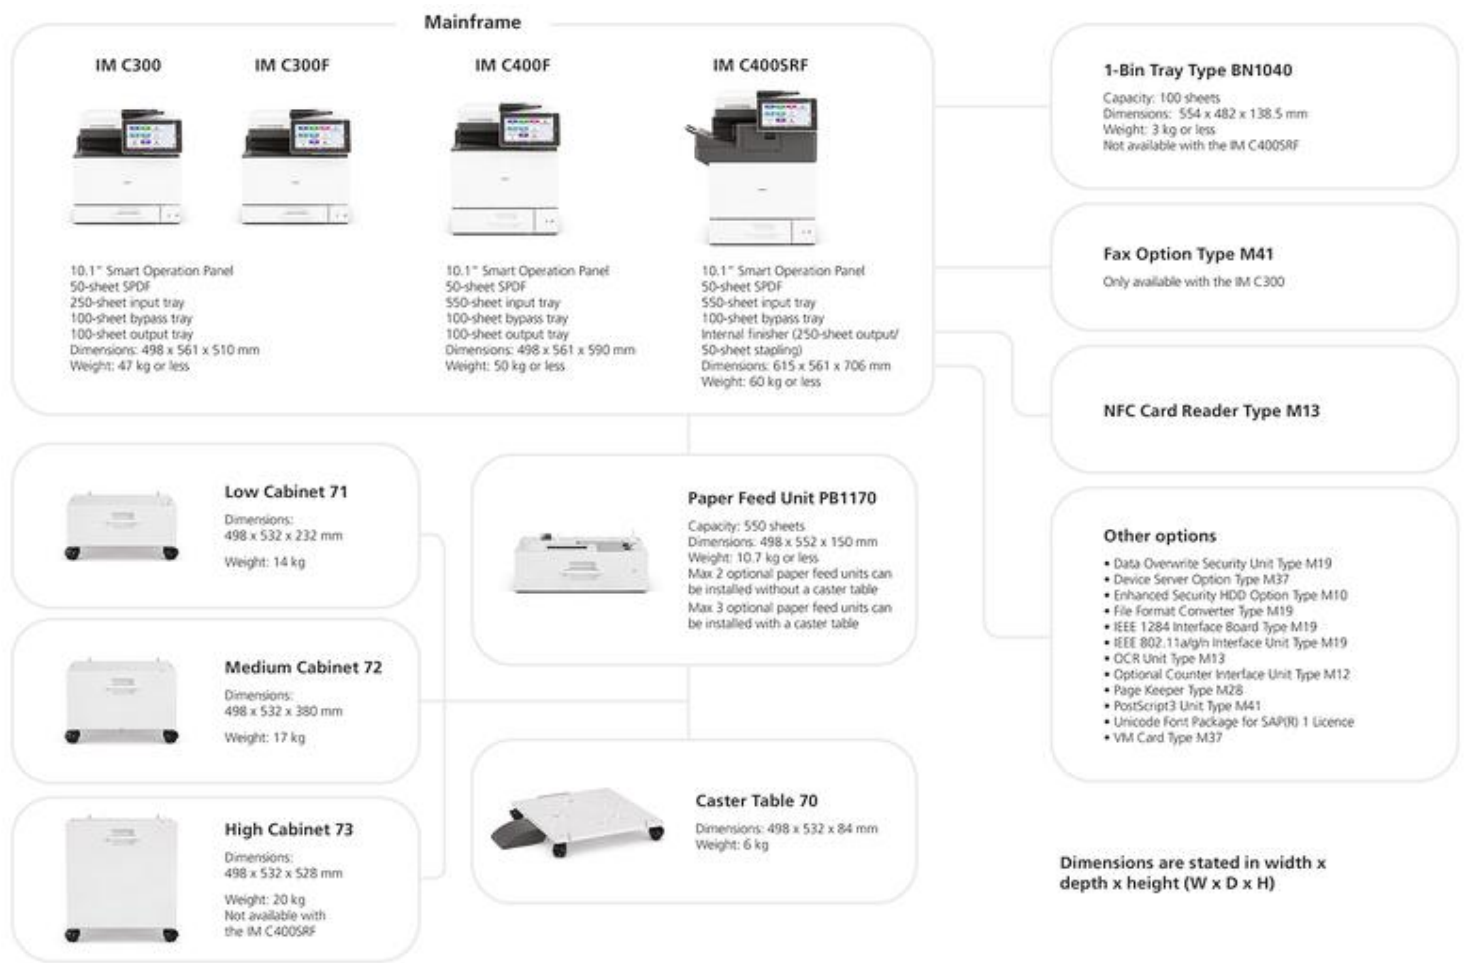 Mainframe
IM C300
IM C300F
IM C400F
IM C400SRF
10.1" Smart Operation Panel
50-sheet SPDF
250-sheet input tray
100-sheet bypass tray
100-sheet output tray
Dimensions: 498 x 561 x 510 mm
Weight: 47 kg or less
10.1" Smart Operation Panel
50-sheet SPDF
550-sheet input tray
100-sheet bypass tray
100-sheet output tray
Dimensions: 498 x 561 x 590 mm
Weight: 50 kg or less
10.1" Smart Operation Panel
50-sheet SPDF
550-sheet input tray
100-sheet bypass tray
Internal finisher (250-sheet output/
50-sheet stapling)
Dimensions: 615 x 561 x 706 mm
Weight: 60 kg or less
1-Bin Tray Type BN1040
Capacity: 100 sheets
Dimensions: 554 x 482 x 138.5 mm
Weight: 3 kg or less
Not available with the IM C400SRF
Fax Option Type M41
Only available with the IM C300
NFC Card Reader Type M13
Low Cabinet 71
Dimensions:
498 x 532 x 232 mm
Weight: 14 kg
Medium Cabinet 72
Dimensions:
498 x 532 x 380 mm
Weight: 17 kg
High Cabinet 73
Dimensions:
498 x 532 x 528 mm
Weight: 20 kg
Not available with
the IM C400SRF
Paper Feed Unit PB1170
Capacity: 550 sheets
Dimensions: 498 x 552 x 150 mm
Weight: 10.7 kg or less
Max 2 optional paper feed units can
be installed without a caster table
Max 3 optional paper feed units can
be installed with a caster table
Caster Table 70
Dimensions: 498 x 532 x 84 mm
Weight: 6 kg
Other options
• Data Overwrite Security Unit Type M19
• Device Server Option Type M37
• Enhanced Security HDD Option Type M10
• File Format Converter Type M19
• IEEE 1284 Interface Board Type M19
• IEEE 802.11a/g/n Interface Unit Type M19
• OCR Unit Type M13
• Optional Counter Interface Unit Type M12
• Page Keeper Type M28
• PostScript3 Unit Type M41
• Unicode Font Package for SAP(R) 1 Licence
• VM Card Type M37
Dimensions are stated in width x
depth x height (W x D x H)